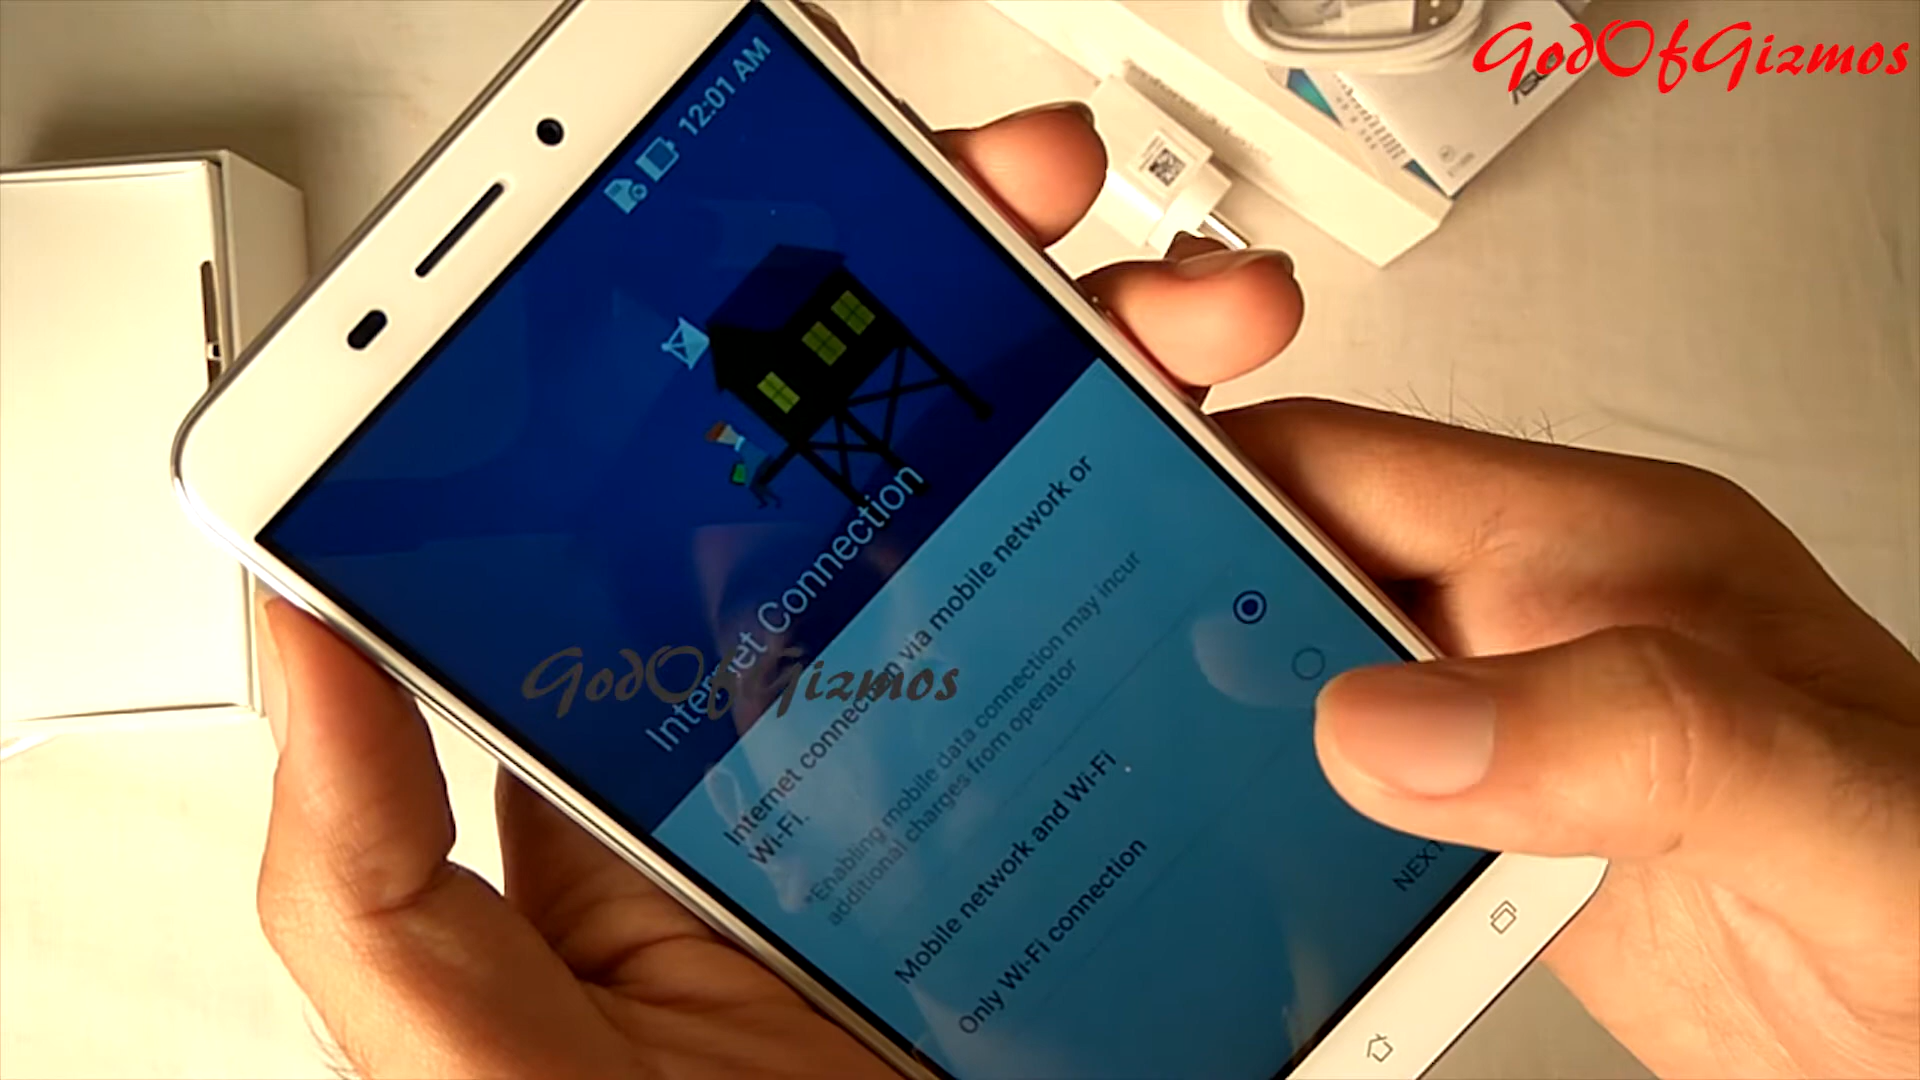 GodOfGizmos
12:01 AM
Internet Connection
GodOfGizmos
Internet connection via mobile network or
Wi-Fi.
*Enabling mobile data connection may incur
additional charges from operator
Mobile network and Wi-Fi
Only Wi-Fi connection
NEXT